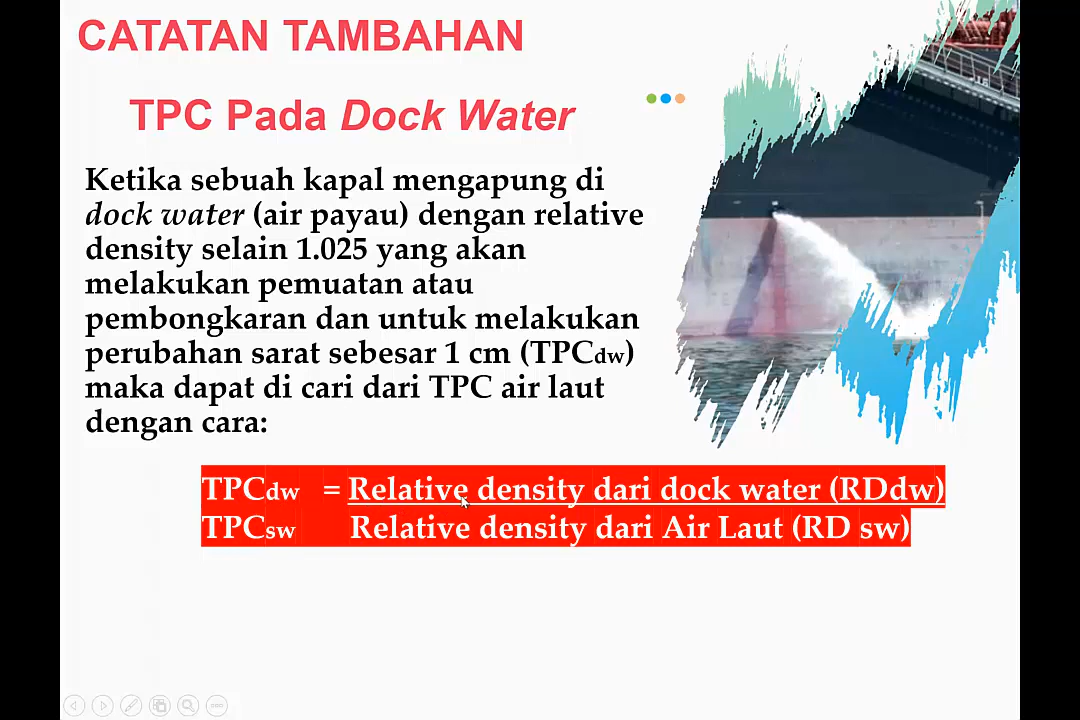 CATATAN TAMBAHAN
TPC Pada Dock Water
Ketika sebuah kapal mengapung di
dock water (air payau) dengan relative
density selain 1.025 yang akan
melakukan pemuatan atau
pembongkaran dan untuk melakukan
perubahan sarat sebesar 1 cm (TPCdw)
maka dapat di cari dari TPC air laut
dengan cara:
TPCdw = Relative density dari dock water (RDdw)
TPCsw Relative density dari Air Laut (RD sw)